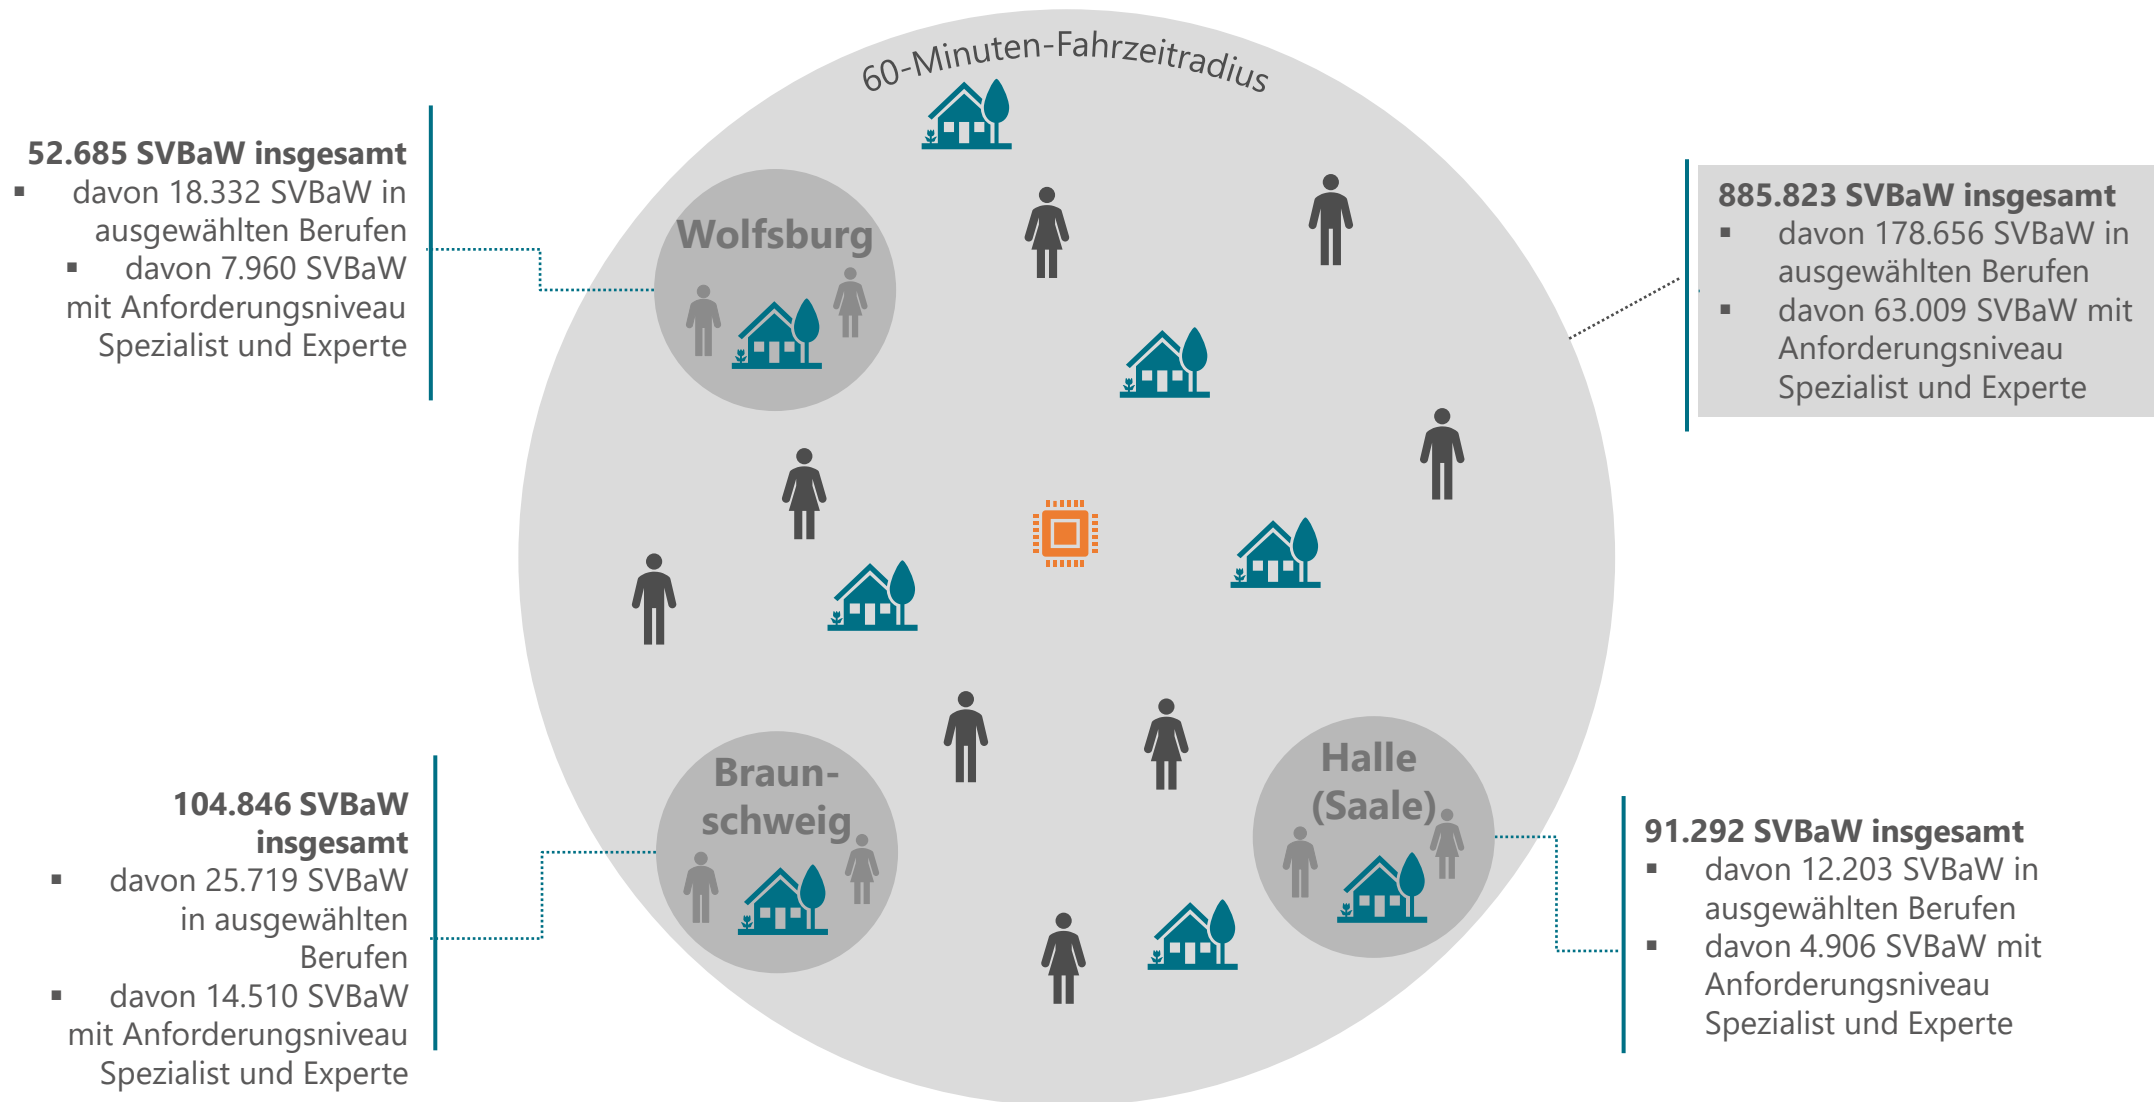 60-Minuten-Fahrzeitradius
52.685 SVBaW insgesamt
▪ davon 18.332 SVBaW in
ausgewählten Berufen
▪ davon 7.960 SVBaW
mit Anforderungsniveau
Spezialist und Experte
Wolfsburg
885.823 SVBaW insgesamt
▪ davon 178.656 SVBaW in
ausgewählten Berufen
▪ davon 63.009 SVBaW mit
Anforderungsniveau
Spezialist und Experte
104.846 SVBaW
insgesamt
▪ davon 25.719 SVBaW
in ausgewählten
Berufen
▪ davon 14.510 SVBaW
mit Anforderungsniveau
Spezialist und Experte
Braun-
schweig
Halle
(Saale)
91.292 SVBaW insgesamt
▪ davon 12.203 SVBaW in
ausgewählten Berufen
▪ davon 4.906 SVBaW mit
Anforderungsniveau
Spezialist und Experte